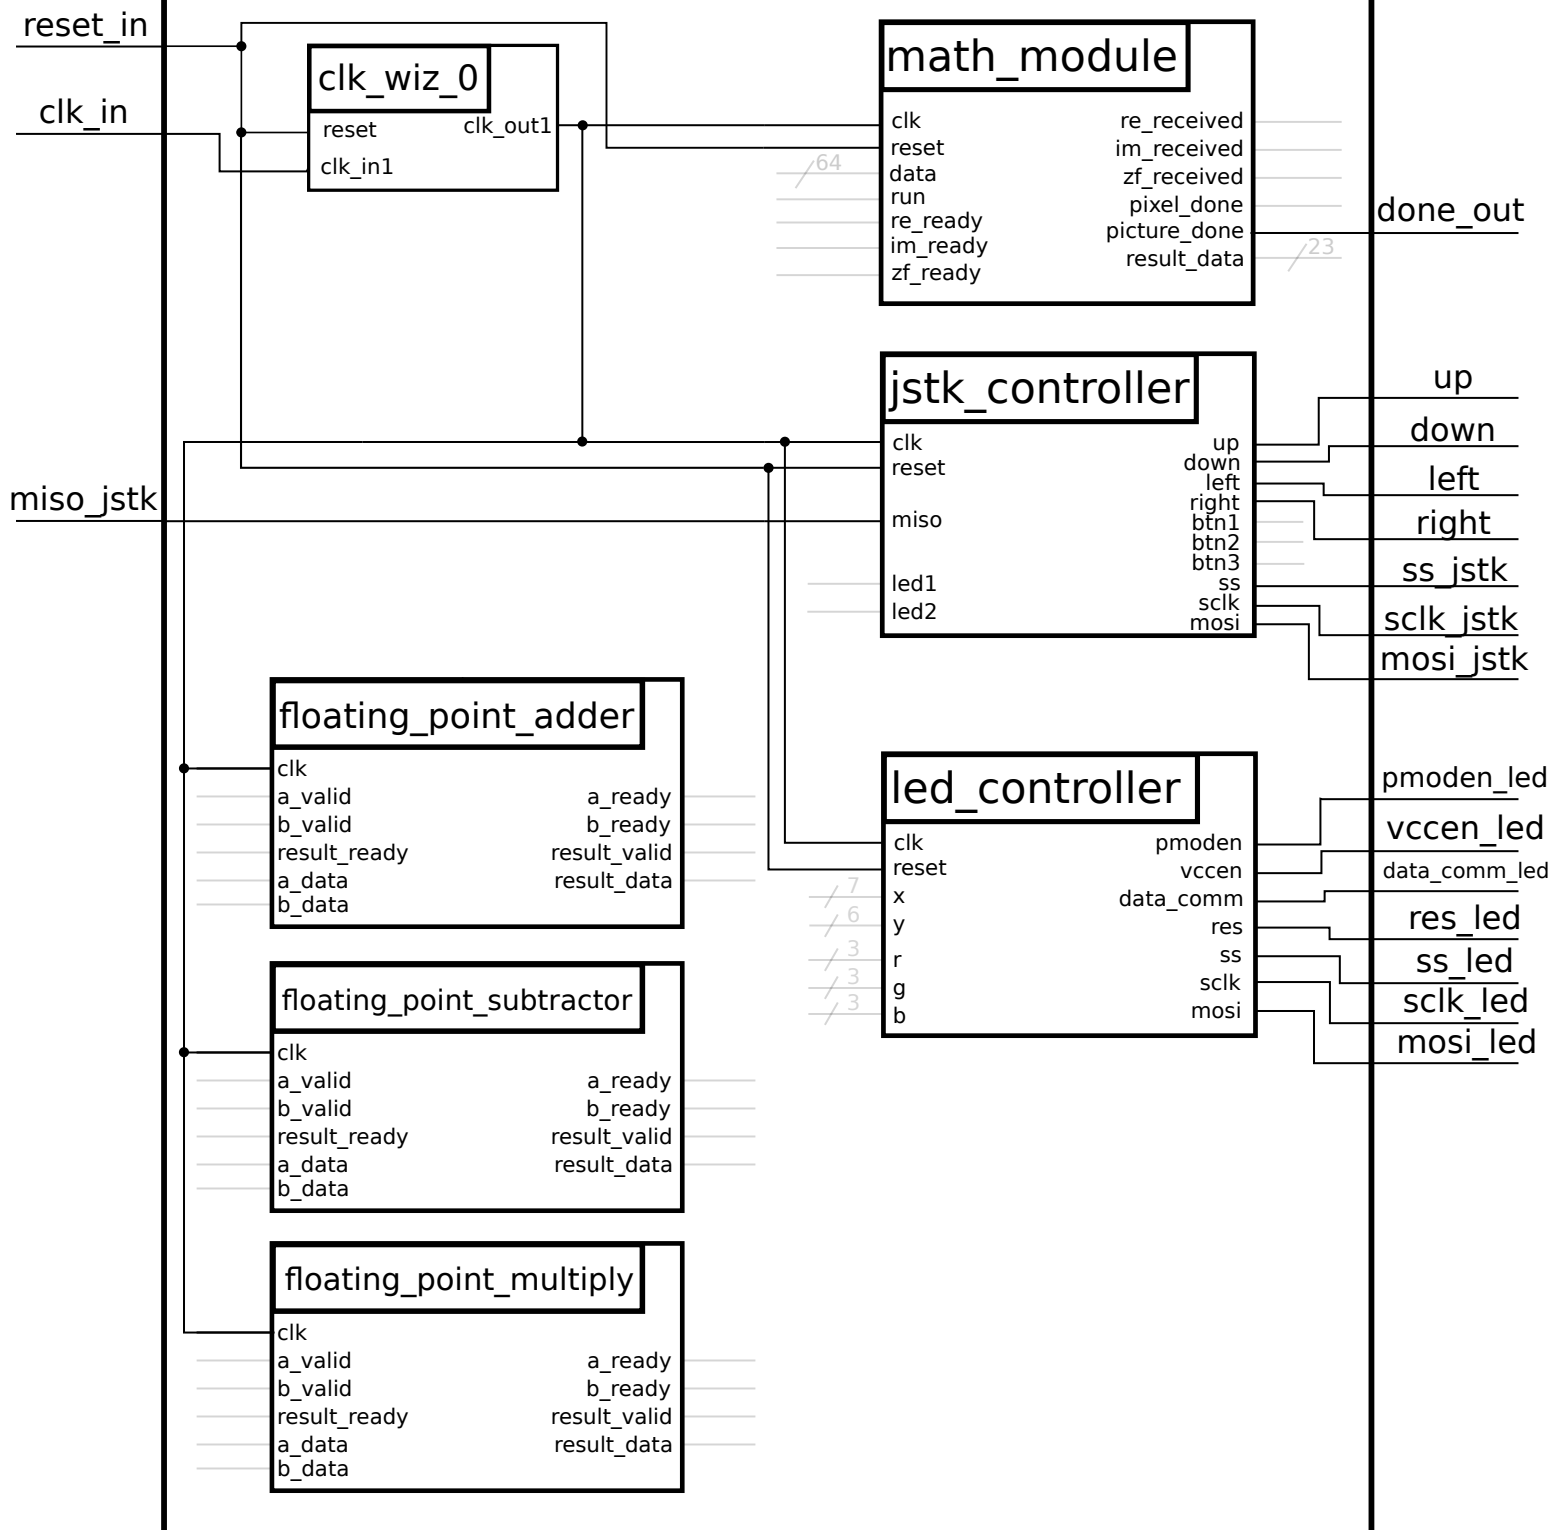 reset_in
clk_in
miso_jstk
clk_wiz_0
reset
clk_in1
clk_out1
math_module
clk
reset
64
data
run
re_ready
im_ready
zf_ready
re_received
im_received
zf_received
pixel_done
picture_done
result_data
23
done_out
jstk_controller
clk
reset
miso
led1
led2
up
down
left
right
btn1
btn2
btn3
ss
sclk
mosi
up
down
left
right
ss_jstk
sclk_jstk
mosi_jstk
floating_point_adder
clk
a_valid
b_valid
result_ready
a_data
b_data
a_ready
b_ready
result_valid
result_data
led_controller
clk
reset
7
x
6
y
3
r
3
g
3
b
pmoden
vccen
data_comm
res
ss
sclk
mosi
pmoden_led
vccen_led
data_comm_led
res_led
ss_led
sclk_led
mosi_led
floating_point_subtractor
clk
a_valid
b_valid
result_ready
a_data
b_data
a_ready
b_ready
result_valid
result_data
floating_point_multiply
clk
a_valid
b_valid
result_ready
a_data
b_data
a_ready
b_ready
result_valid
result_data